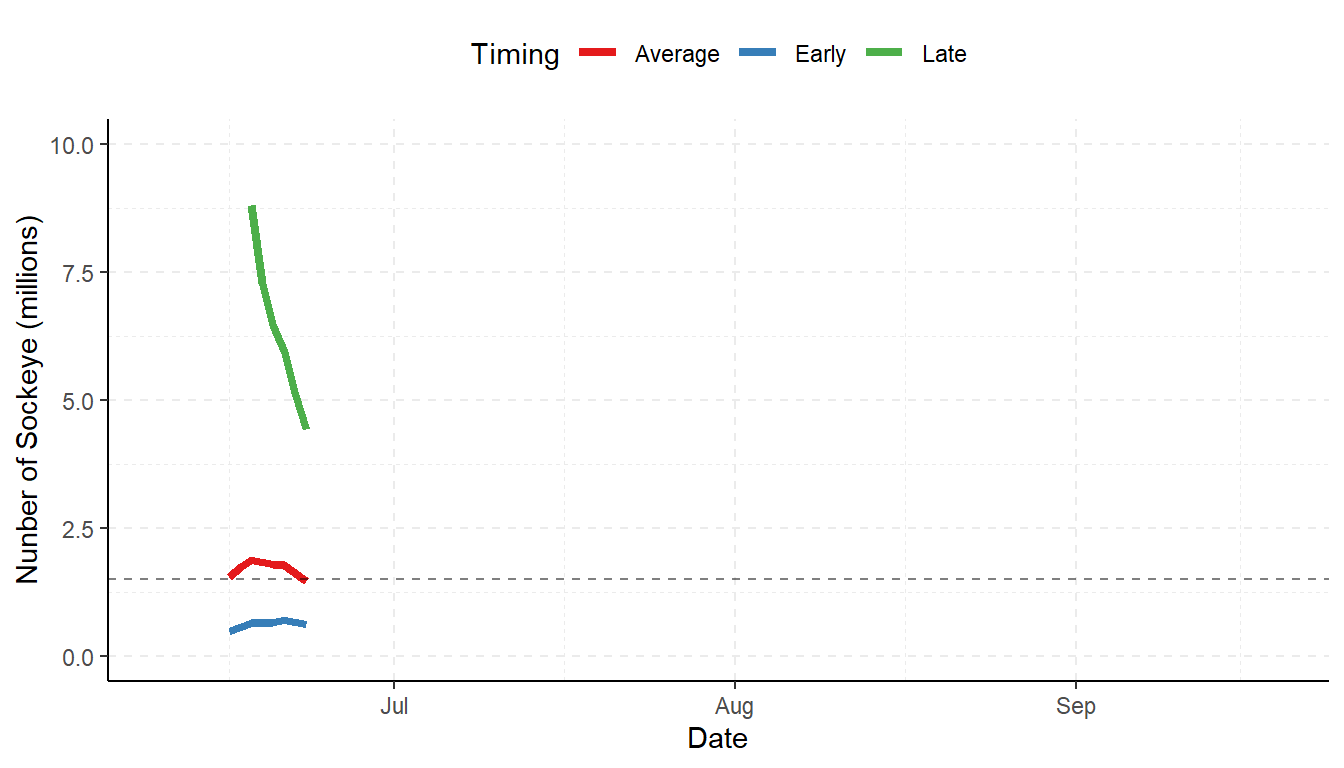 Timing Average Early Late
10.0
7.5
5.0
2.5
0.0
Nunber of Sockeye (millions)
Jul Aug Sep
Date